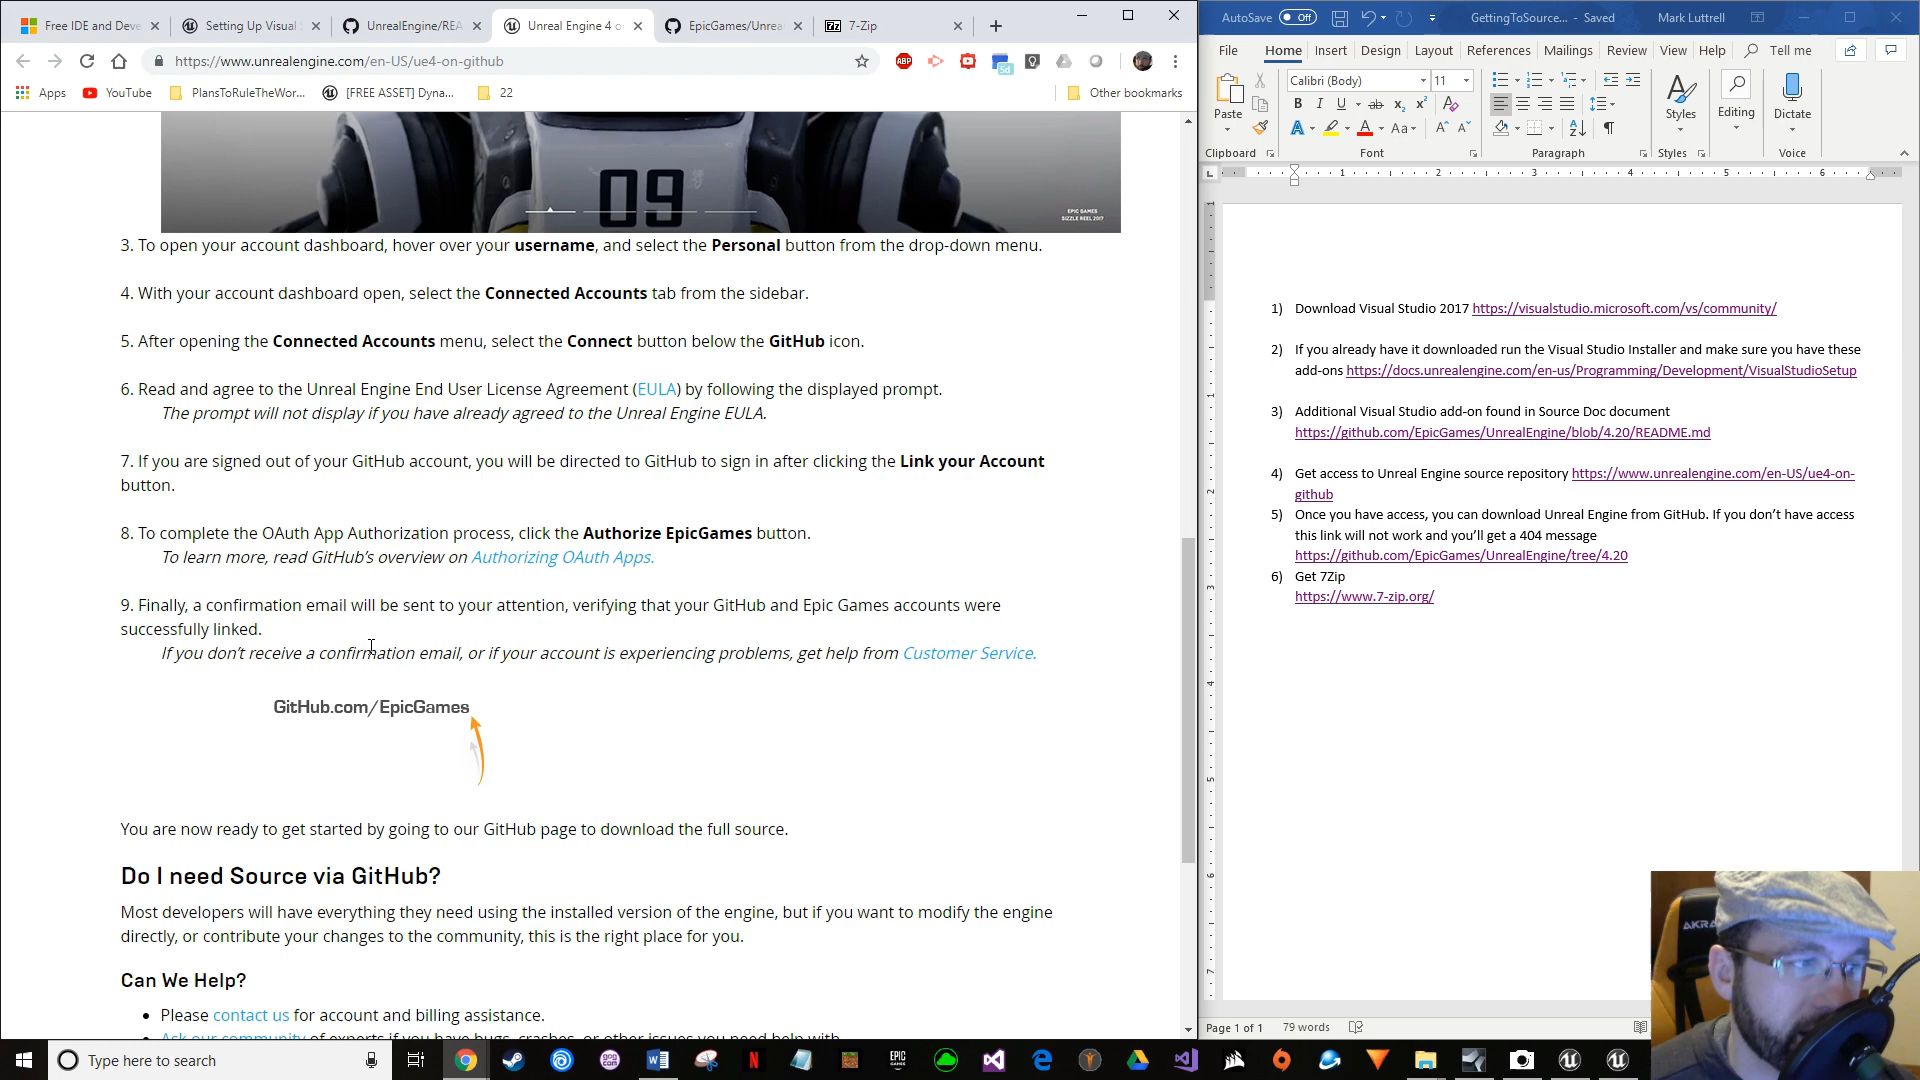 Free IDE and Deve
Setting Up Visual
UnrealEngine/REA
Unreal Engine 4 o
EpicGames/Unrea
7-Zip
https://www.unrealengine.com/en-US/ue4-on-github
Apps
YouTube
PlansToRuleTheWor...
[FREE ASSET] Dyna...
22
Other bookmarks
09
EPIC GAMES
SIZZLE REEL 2017
3. To open your account dashboard, hover over your username, and select the Personal button from the drop-down menu.
4. With your account dashboard open, select the Connected Accounts tab from the sidebar.
5. After opening the Connected Accounts menu, select the Connect button below the GitHub icon.
6. Read and agree to the Unreal Engine End User License Agreement (EULA) by following the displayed prompt.
The prompt will not display if you have already agreed to the Unreal Engine EULA.
7. If you are signed out of your GitHub account, you will be directed to GitHub to sign in after clicking the Link your Account
button.
8. To complete the OAuth App Authorization process, click the Authorize EpicGames button.
To learn more, read GitHub's overview on Authorizing OAuth Apps.
9. Finally, a confirmation email will be sent to your attention, verifying that your GitHub and Epic Games accounts were
successfully linked.
If you don't receive a confirmation email, or if your account is experiencing problems, get help from Customer Service.
GitHub.com/EpicGames
You are now ready to get started by going to our GitHub page to download the full source.
Do I need Source via GitHub?
Most developers will have everything they need using the installed version of the engine, but if you want to modify the engine
directly, or contribute your changes to the community, this is the right place for you.
Can We Help?
Please contact us for account and billing assistance.
Ask our community of experts if you have bugs, crashes, or other issues you need help with.
AutoSave Off
GettingToSource... - Saved
Mark Luttrell
File Home Insert Design Layout References Mailings Review View Help Tell me
Calibri (Body) 11
Paste
Styles
Editing
Dictate
Clipboard
Font
Paragraph
Styles
Voice
1) Download Visual Studio 2017 https://visualstudio.microsoft.com/vs/community/
2) If you already have it downloaded run the Visual Studio Installer and make sure you have these
add-ons https://docs.unrealengine.com/en-us/Programming/Development/VisualStudioSetup
3) Additional Visual Studio add-on found in Source Doc document
https://github.com/EpicGames/UnrealEngine/blob/4.20/README.md
4) Get access to Unreal Engine source repository https://www.unrealengine.com/en-US/ue4-on-
github
5) Once you have access, you can download Unreal Engine from GitHub. If you don't have access
this link will not work and you'll get a 404 message
https://github.com/EpicGames/UnrealEngine/tree/4.20
6) Get 7Zip
https://www.7-zip.org/
Page 1 of 1
79 words
AKRA
Type here to search